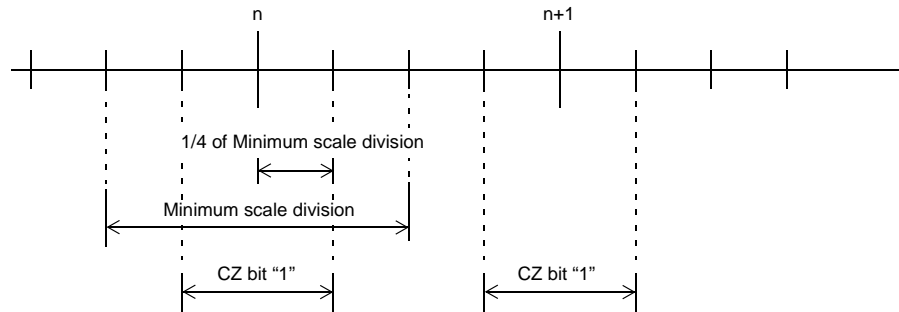 n
n+1
1/4 of Minimum scale division
Minimum scale division
CZ bit “1”
CZ bit “1”